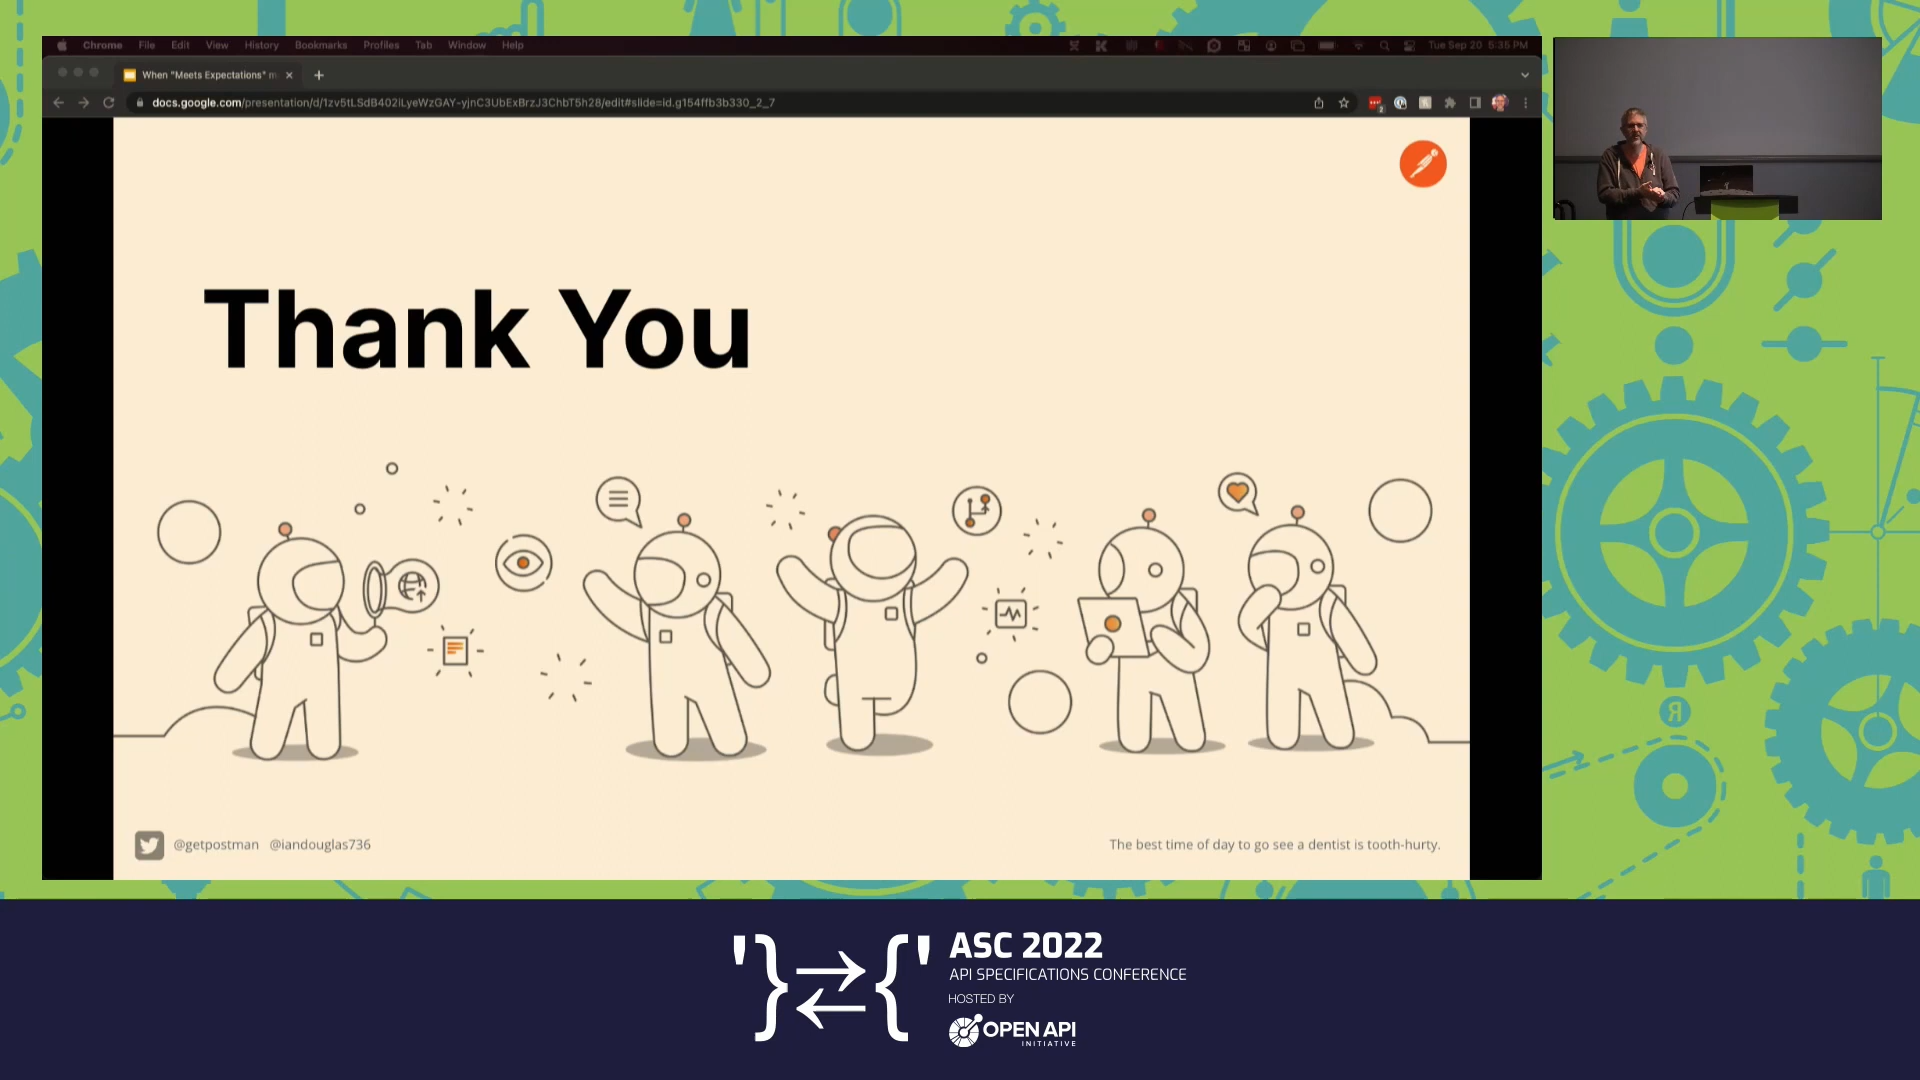 Chrome File Edit View History Bookmarks Profiles Tab Window Help
Tue Sep 20 5:35 PM
When "Meets Expectations" m
docs.google.com/presentation/d/1zv5tLSdB402iLyeWzGAY-yjnC3UbExBrzJ3ChbT5h28/edit#slide=id.g154ffb3b330_2_7
Thank You
@getpostman @iandouglas736
The best time of day to go see a dentist is tooth-hurty.
'}⇄{'
ASC 2022
API SPECIFICATIONS CONFERENCE
HOSTED BY
OPEN API
INITIATIVE